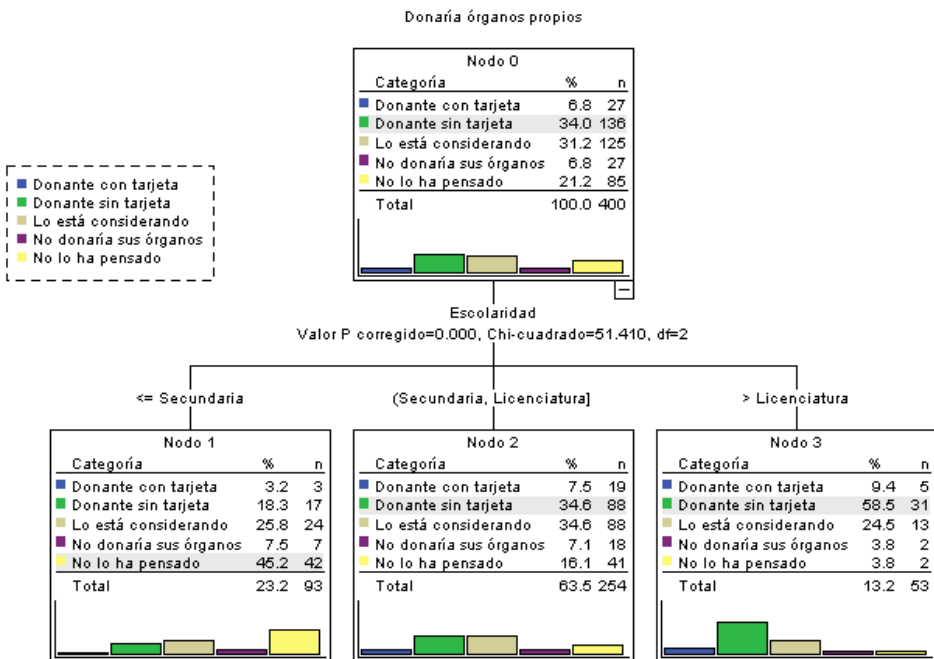 Donaría órganos propios
Nodo 0
Categoría % n
Donante con tarjeta 6.8 27
Donante sin tarjeta 34.0 136
Lo está considerando 31.2 125
No donaría sus órganos 6.8 27
No lo ha pensado 21.2 85
Total 100.0 400
Donante con tarjeta
Donante sin tarjeta
Lo está considerando
No donaría sus órganos
No lo ha pensado
Escolaridad
Valor P corregido=0.000, Chi-cuadrado=51.410, df=2
<= Secundaria
(Secundaria, Licenciatura]
> Licenciatura
Nodo 1
Categoría % n
Donante con tarjeta 3.2 3
Donante sin tarjeta 18.3 17
Lo está considerando 25.8 24
No donaría sus órganos 7.5 7
No lo ha pensado 45.2 42
Total 23.2 93
Nodo 2
Categoría % n
Donante con tarjeta 7.5 19
Donante sin tarjeta 34.6 88
Lo está considerando 34.6 88
No donaría sus órganos 7.1 18
No lo ha pensado 16.1 41
Total 63.5 254
Nodo 3
Categoría % n
Donante con tarjeta 9.4 5
Donante sin tarjeta 58.5 31
Lo está considerando 24.5 13
No donaría sus órganos 3.8 2
No lo ha pensado 3.8 2
Total 13.2 53